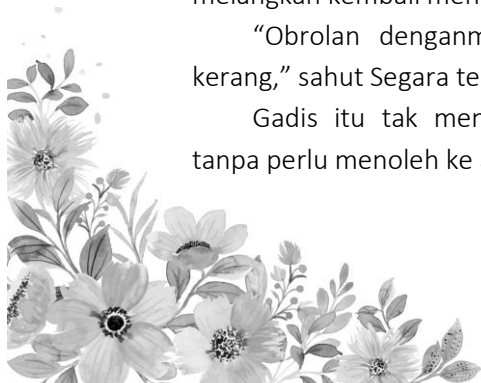 melangkah kembali men
“Obrolan denganm
kerang,” sahut Segara te
Gadis itu tak mer
tanpa perlu menoleh ke